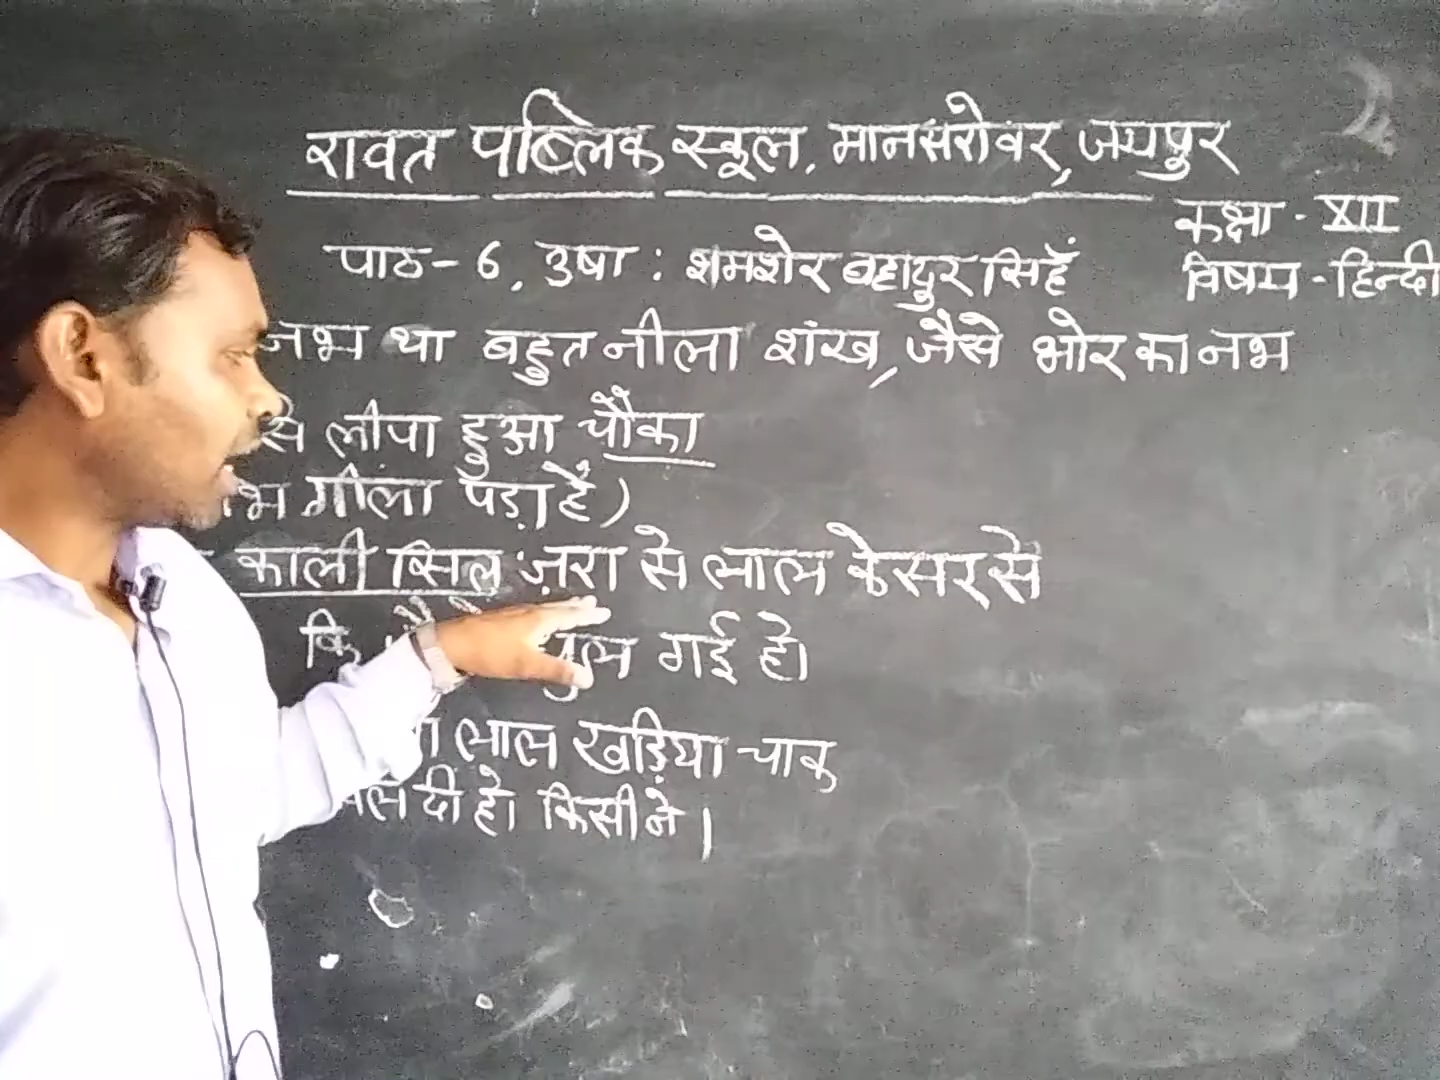 रावत पब्लिक स्कूल, मानसरोवर, जयपुर
कक्षा - XII
पाठ - 6, उषा : शमशेर बहादुर सिहँ
विषय - हिन्दी
नभ था बहुत नीला शंख, जैसे भोर का नभ
से लीपा हुआ चौका
गीला पड़ा है)
काली सिल ज़रा से लाल केसर से
कि गई हो
लाल खड़िया चाक
दी हो किसी ने।